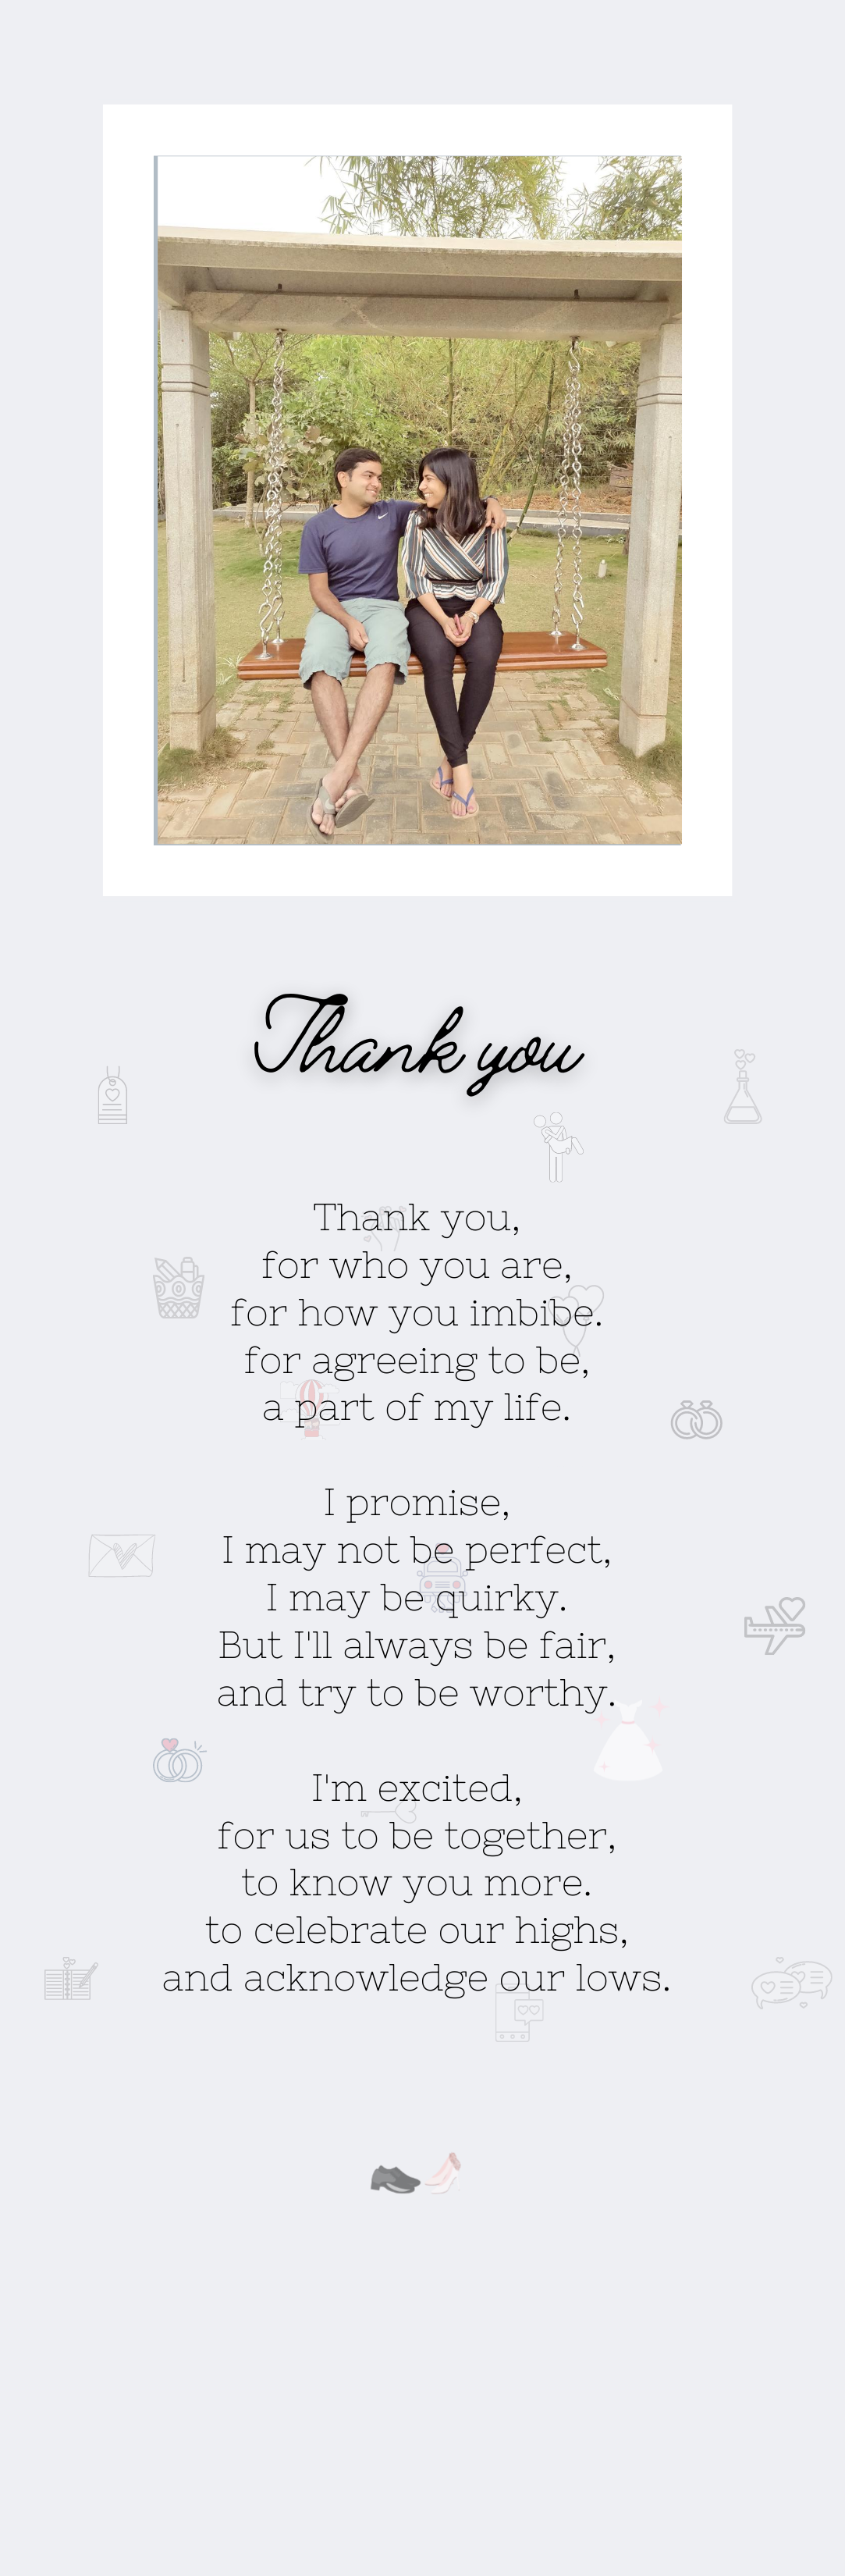 Thank you
Thank you,
for who you are,
for how you imbibe.
for agreeing to be,
a part of my life.
I promise,
I may not be perfect,
I may be quirky.
But I'll always be fair,
and try to be worthy.
I'm excited,
for us to be together,
to know you more.
to celebrate our highs,
and acknowledge our lows.